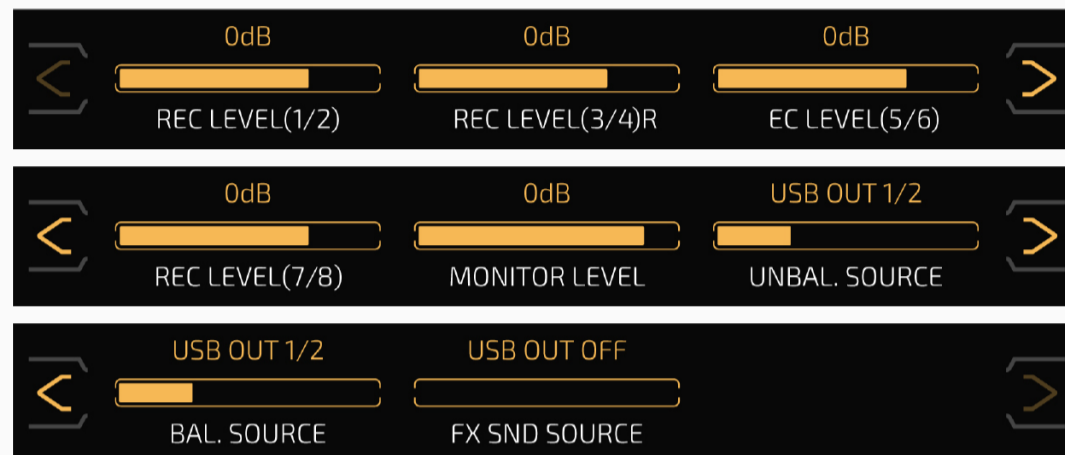 0dB 0dB 0dB
REC LEVEL(1/2) REC LEVEL(3/4)R EC LEVEL(5/6)
0dB 0dB USB OUT 1/2
REC LEVEL(7/8) MONITOR LEVEL UNBAL. SOURCE
USB OUT 1/2 USB OUT OFF
BAL. SOURCE FX SND SOURCE